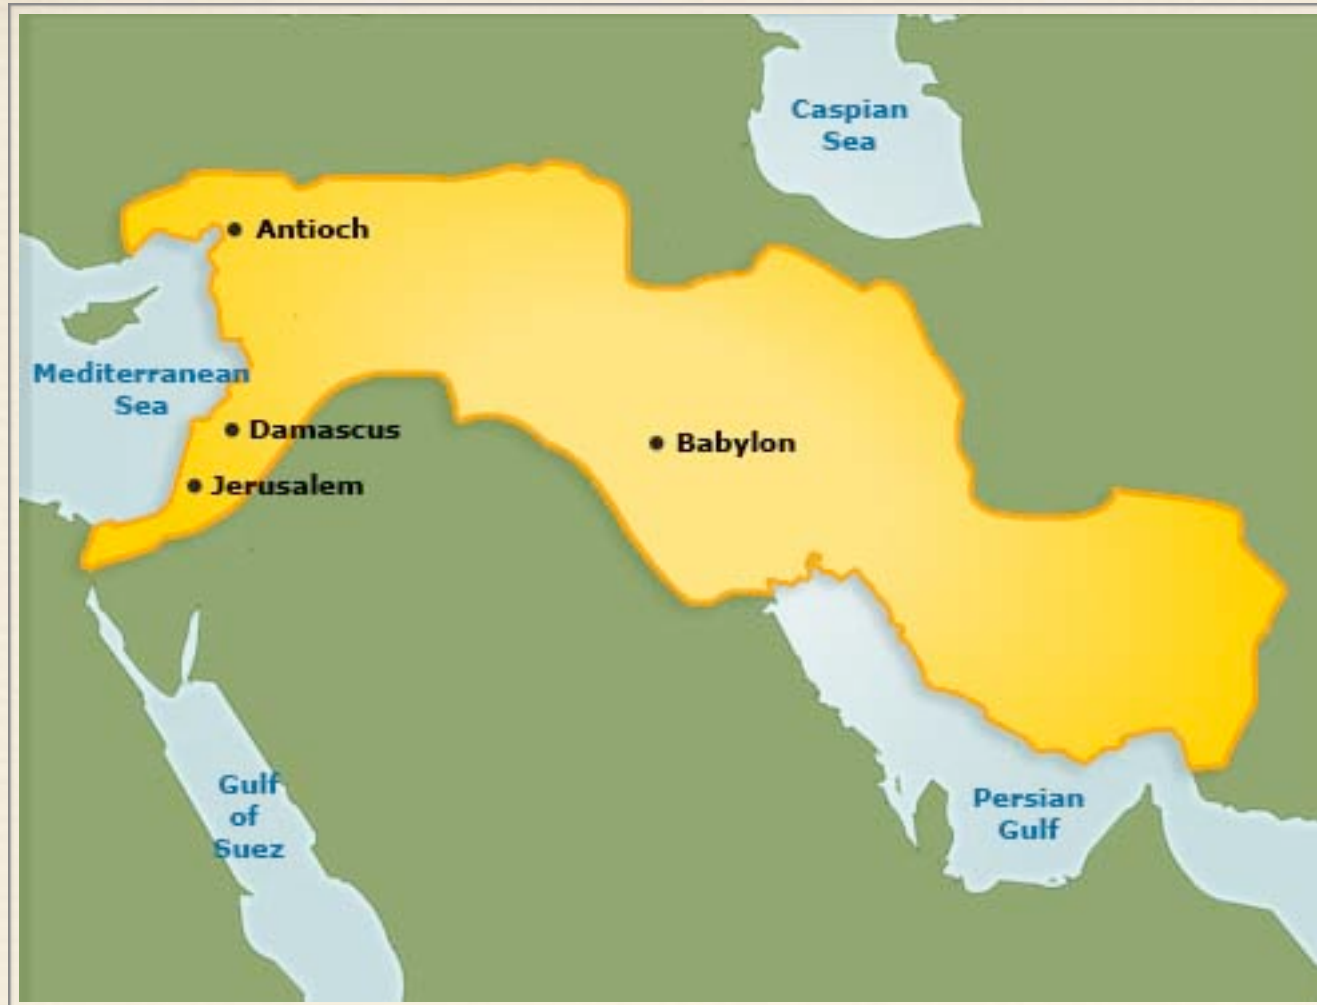 Caspian
Sea
Antioch
Mediterranean
Sea
Damascus
Babylon
Jerusalem
Gulf
of
Suez
Persian
Gulf